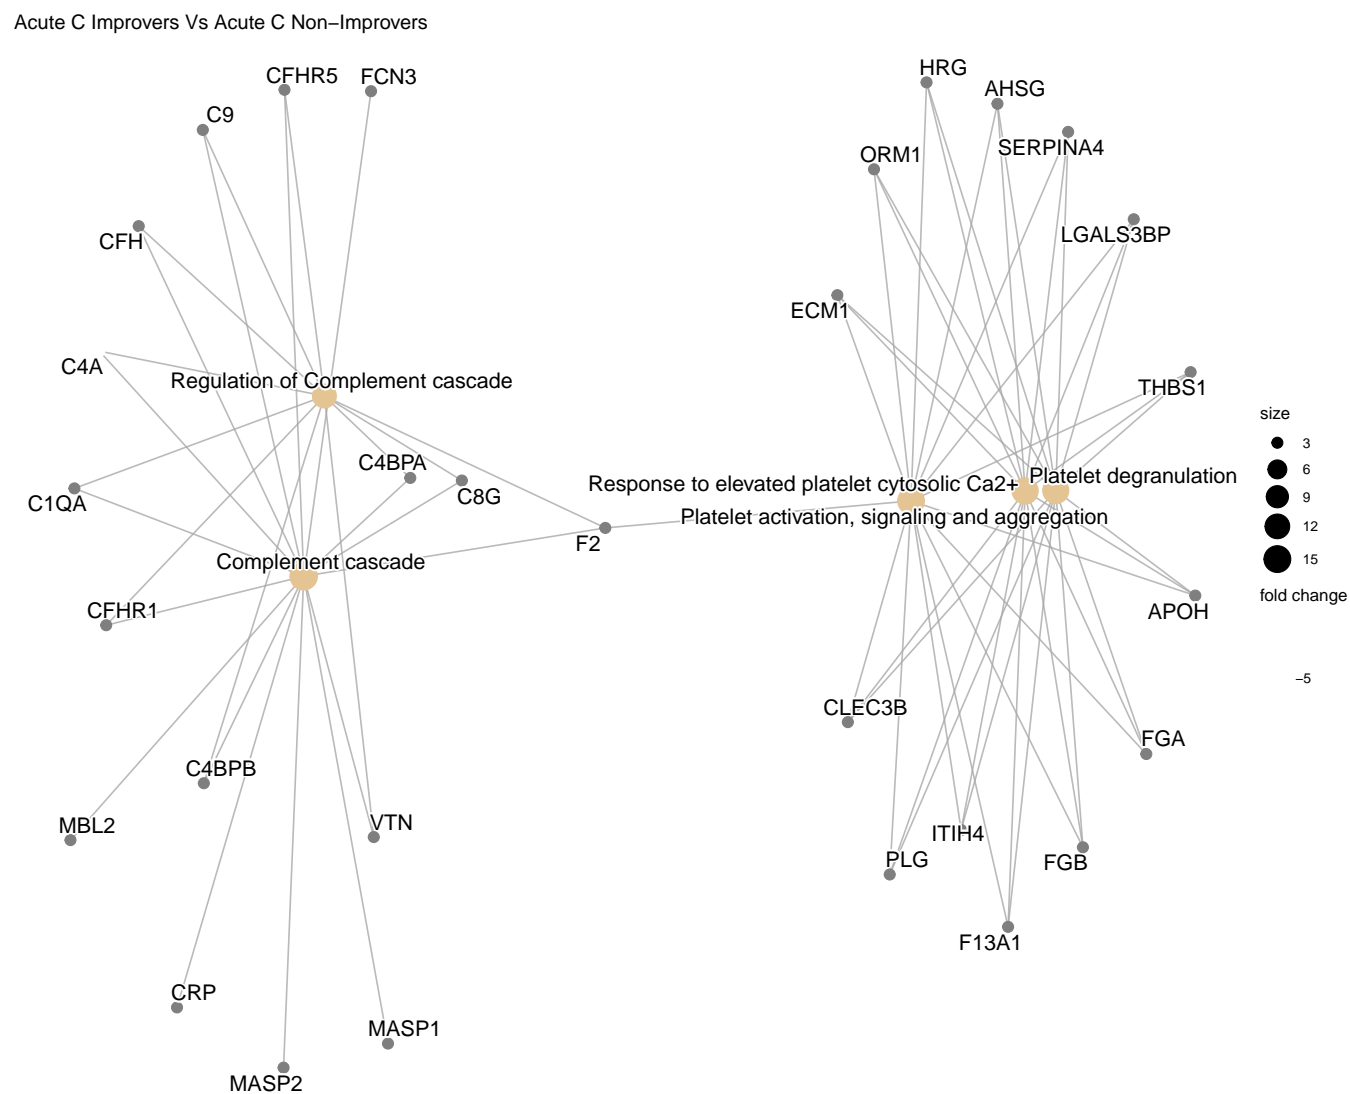 Acute C Improvers Vs Acute C Non−Improvers
HRG
CFHR5
FCN3
AHSG
C9
SERPINA4
ORM1
LGALS3BP
CFH
ECM1
C4A
Regulation of Complement cascade
THBS1
size
3
C4BPA
6
Platelet degranulation
Response to elevated platelet cytosolic Ca2+
C8G
9
C1QA
Platelet activation, signaling and aggregation
12
F2
Complement cascade
15
fold change
CFHR1
APOH
−5
CLEC3B
FGA
C4BPB
VTN
MBL2
ITIH4
PLG
FGB
F13A1
CRP
MASP1
MASP2